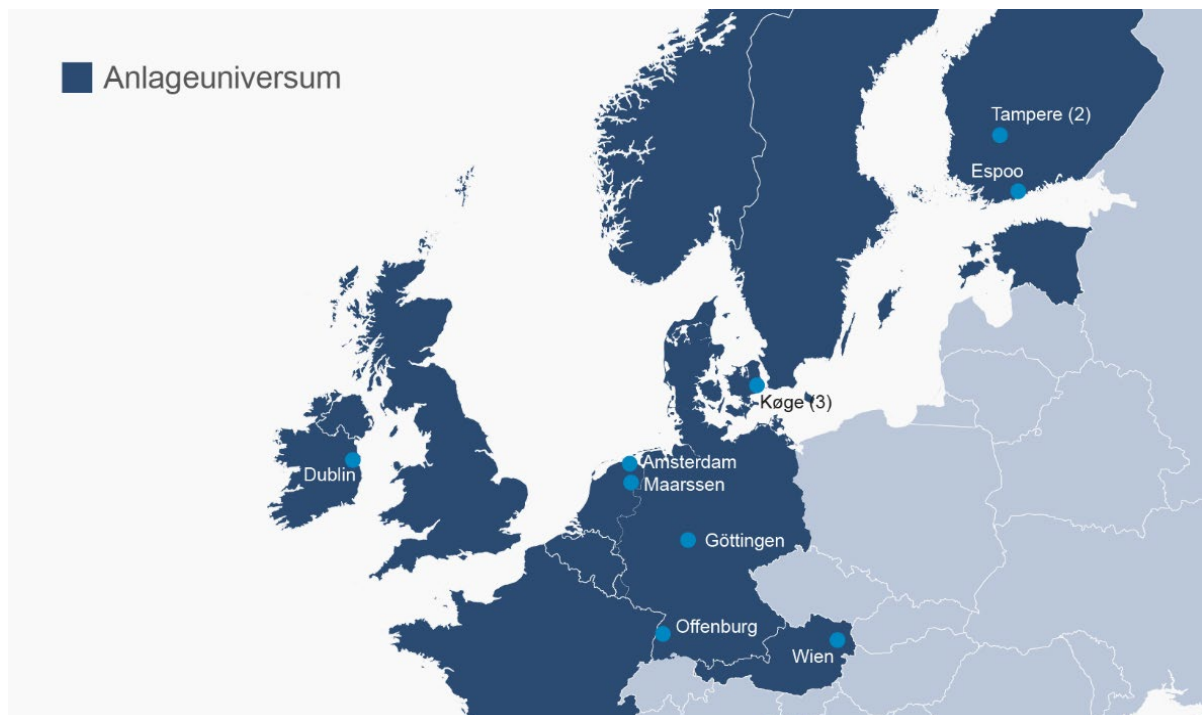 Anlageuniversum
Tampere (2)
Espoo
Køge (3)
Amsterdam
Maarssen
Dublin
Göttingen
Offenburg
Wien